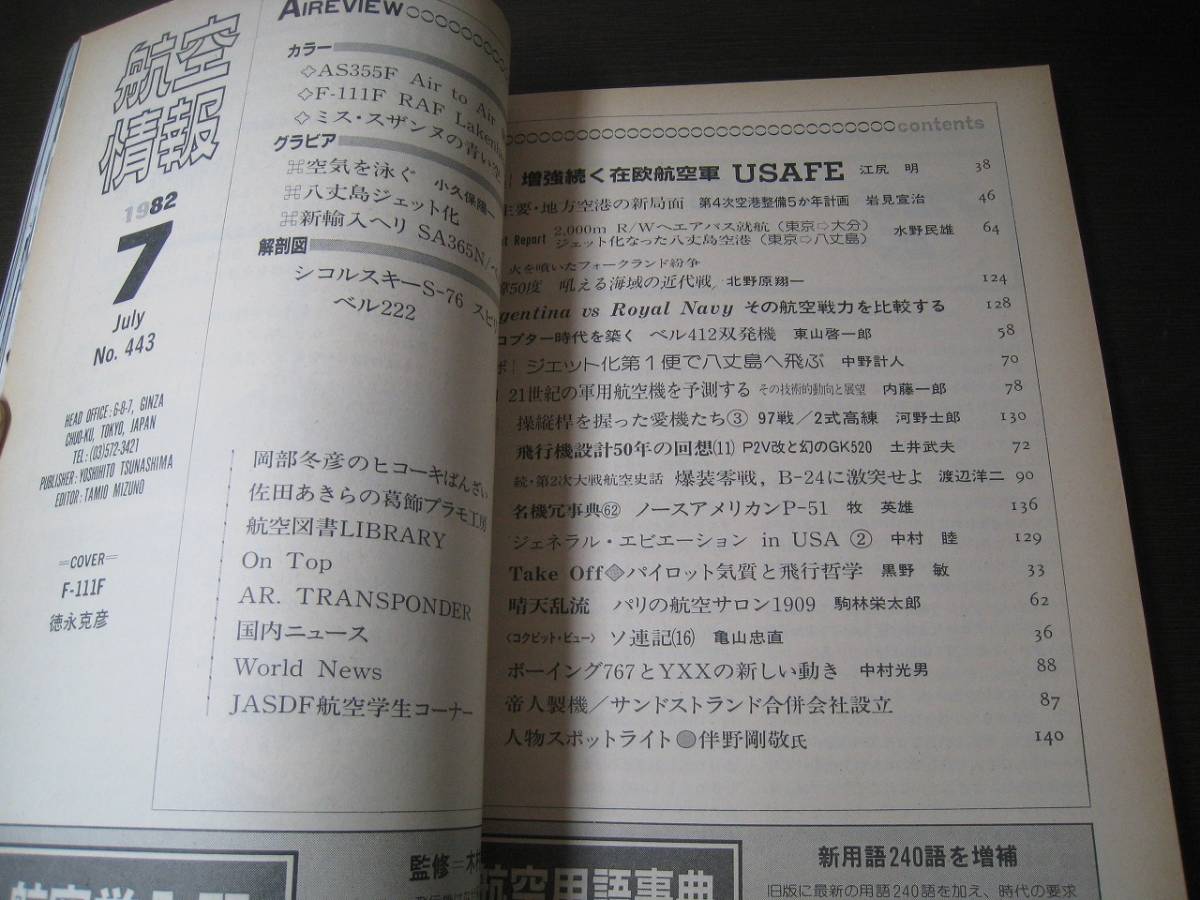 航空
情報
1982
7
July
No. 443
HEAD OFFICE: 6-8-7, GINZA
CHUO-KU, TOKYO, JAPAN
TEL: (03)572-3421
PUBLISHER: YOSHIHITO TSUNASHIMA
EDITOR: TAMIO MIZUNO
=COVER=
F-111F
徳永克彦
AIREVIEW
カラー
✧AS355F Air to Air
✧F-111F RAF Lakenhea
✧ミス・スザンヌの青い空
グラビア
⌘空気を泳ぐ 小久保陽一
⌘八丈島ジェット化
⌘新輸入ヘリ SA365N/ベ
解剖図
シコルスキーS-76 スピリ
ベル222
岡部冬彦のヒコーキばんざい
佐田あきらの葛飾プラモ工房
航空図書LIBRARY
On Top
AR. TRANSPONDER
国内ニュース
World News
JASDF航空学生コーナー
contents
増強続く在欧航空軍 USAFE 江尻 明 38
主要・地方空港の新局面 第4次空港整備5か年計画 岩見宣治 46
t Report 2,000m R/Wへエアバス就航(東京⇨大分)
ジェット化なった八丈島空港(東京⇨八丈島) 水野民雄 64
火を噴いたフォークランド紛争
50度 吼える海域の近代戦 北野原翔一 124
gentina vs Royal Navy その航空戦力を比較する 128
コプター時代を築く ベル412双発機 東山啓一郎 58
ポ! ジェット化第1便で八丈島へ飛ぶ 中野計人 70
21世紀の軍用航空機を予測する その技術的動向と展望 内藤一郎 78
操縦桿を握った愛機たち③ 97戦/2式高練 河野士郎 130
飛行機設計50年の回想(11) P2V改と幻のGK520 土井武夫 72
続・第2次大戦航空史話 爆装零戦,B-24に激突せよ 渡辺洋二 90
名機冗事典㊷ ノースアメリカンP-51 牧 英雄 136
ジェネラル・エビエーション in USA ② 中村 睦 129
Take Off パイロット気質と飛行哲学 黒野 敏 33
晴天乱流 パリの航空サロン1909 駒林栄太郎 62
〈コクピット・ビュー〉 ソ連記(16) 亀山忠直 36
ボーイング767とYXXの新しい動き 中村光男 88
帝人製機/サンドストランド合併会社設立 87
人物スポットライト●伴野剛敬氏 140
監修=木村
航空用語事典
新用語240語を増補
旧版に最新の用語240語を加え、時代の要求